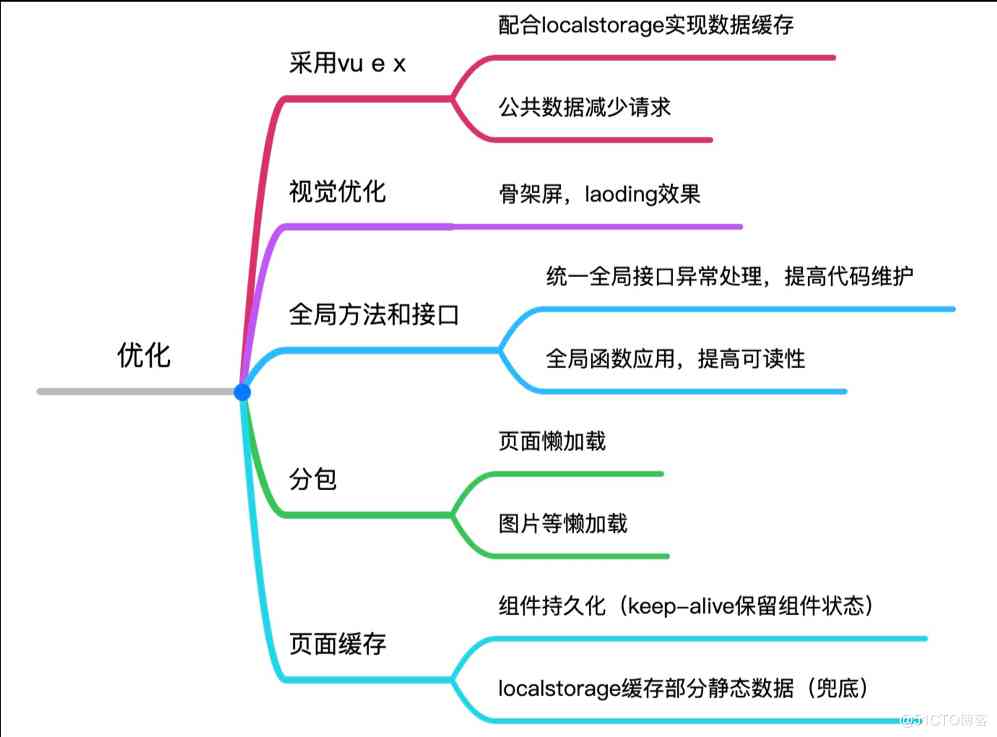 配合localstorage实现数据缓存
采用vu e x
公共数据减少请求
视觉优化
骨架屏，laoding效果
统一全局接口异常处理，提高代码维护
全局方法和接口
全局函数应用，提高可读性
优化
页面懒加载
分包
图片等懒加载
组件持久化（keep-alive保留组件状态）
页面缓存
localstorage缓存部分静态数据（兜底）
@51CTO博客